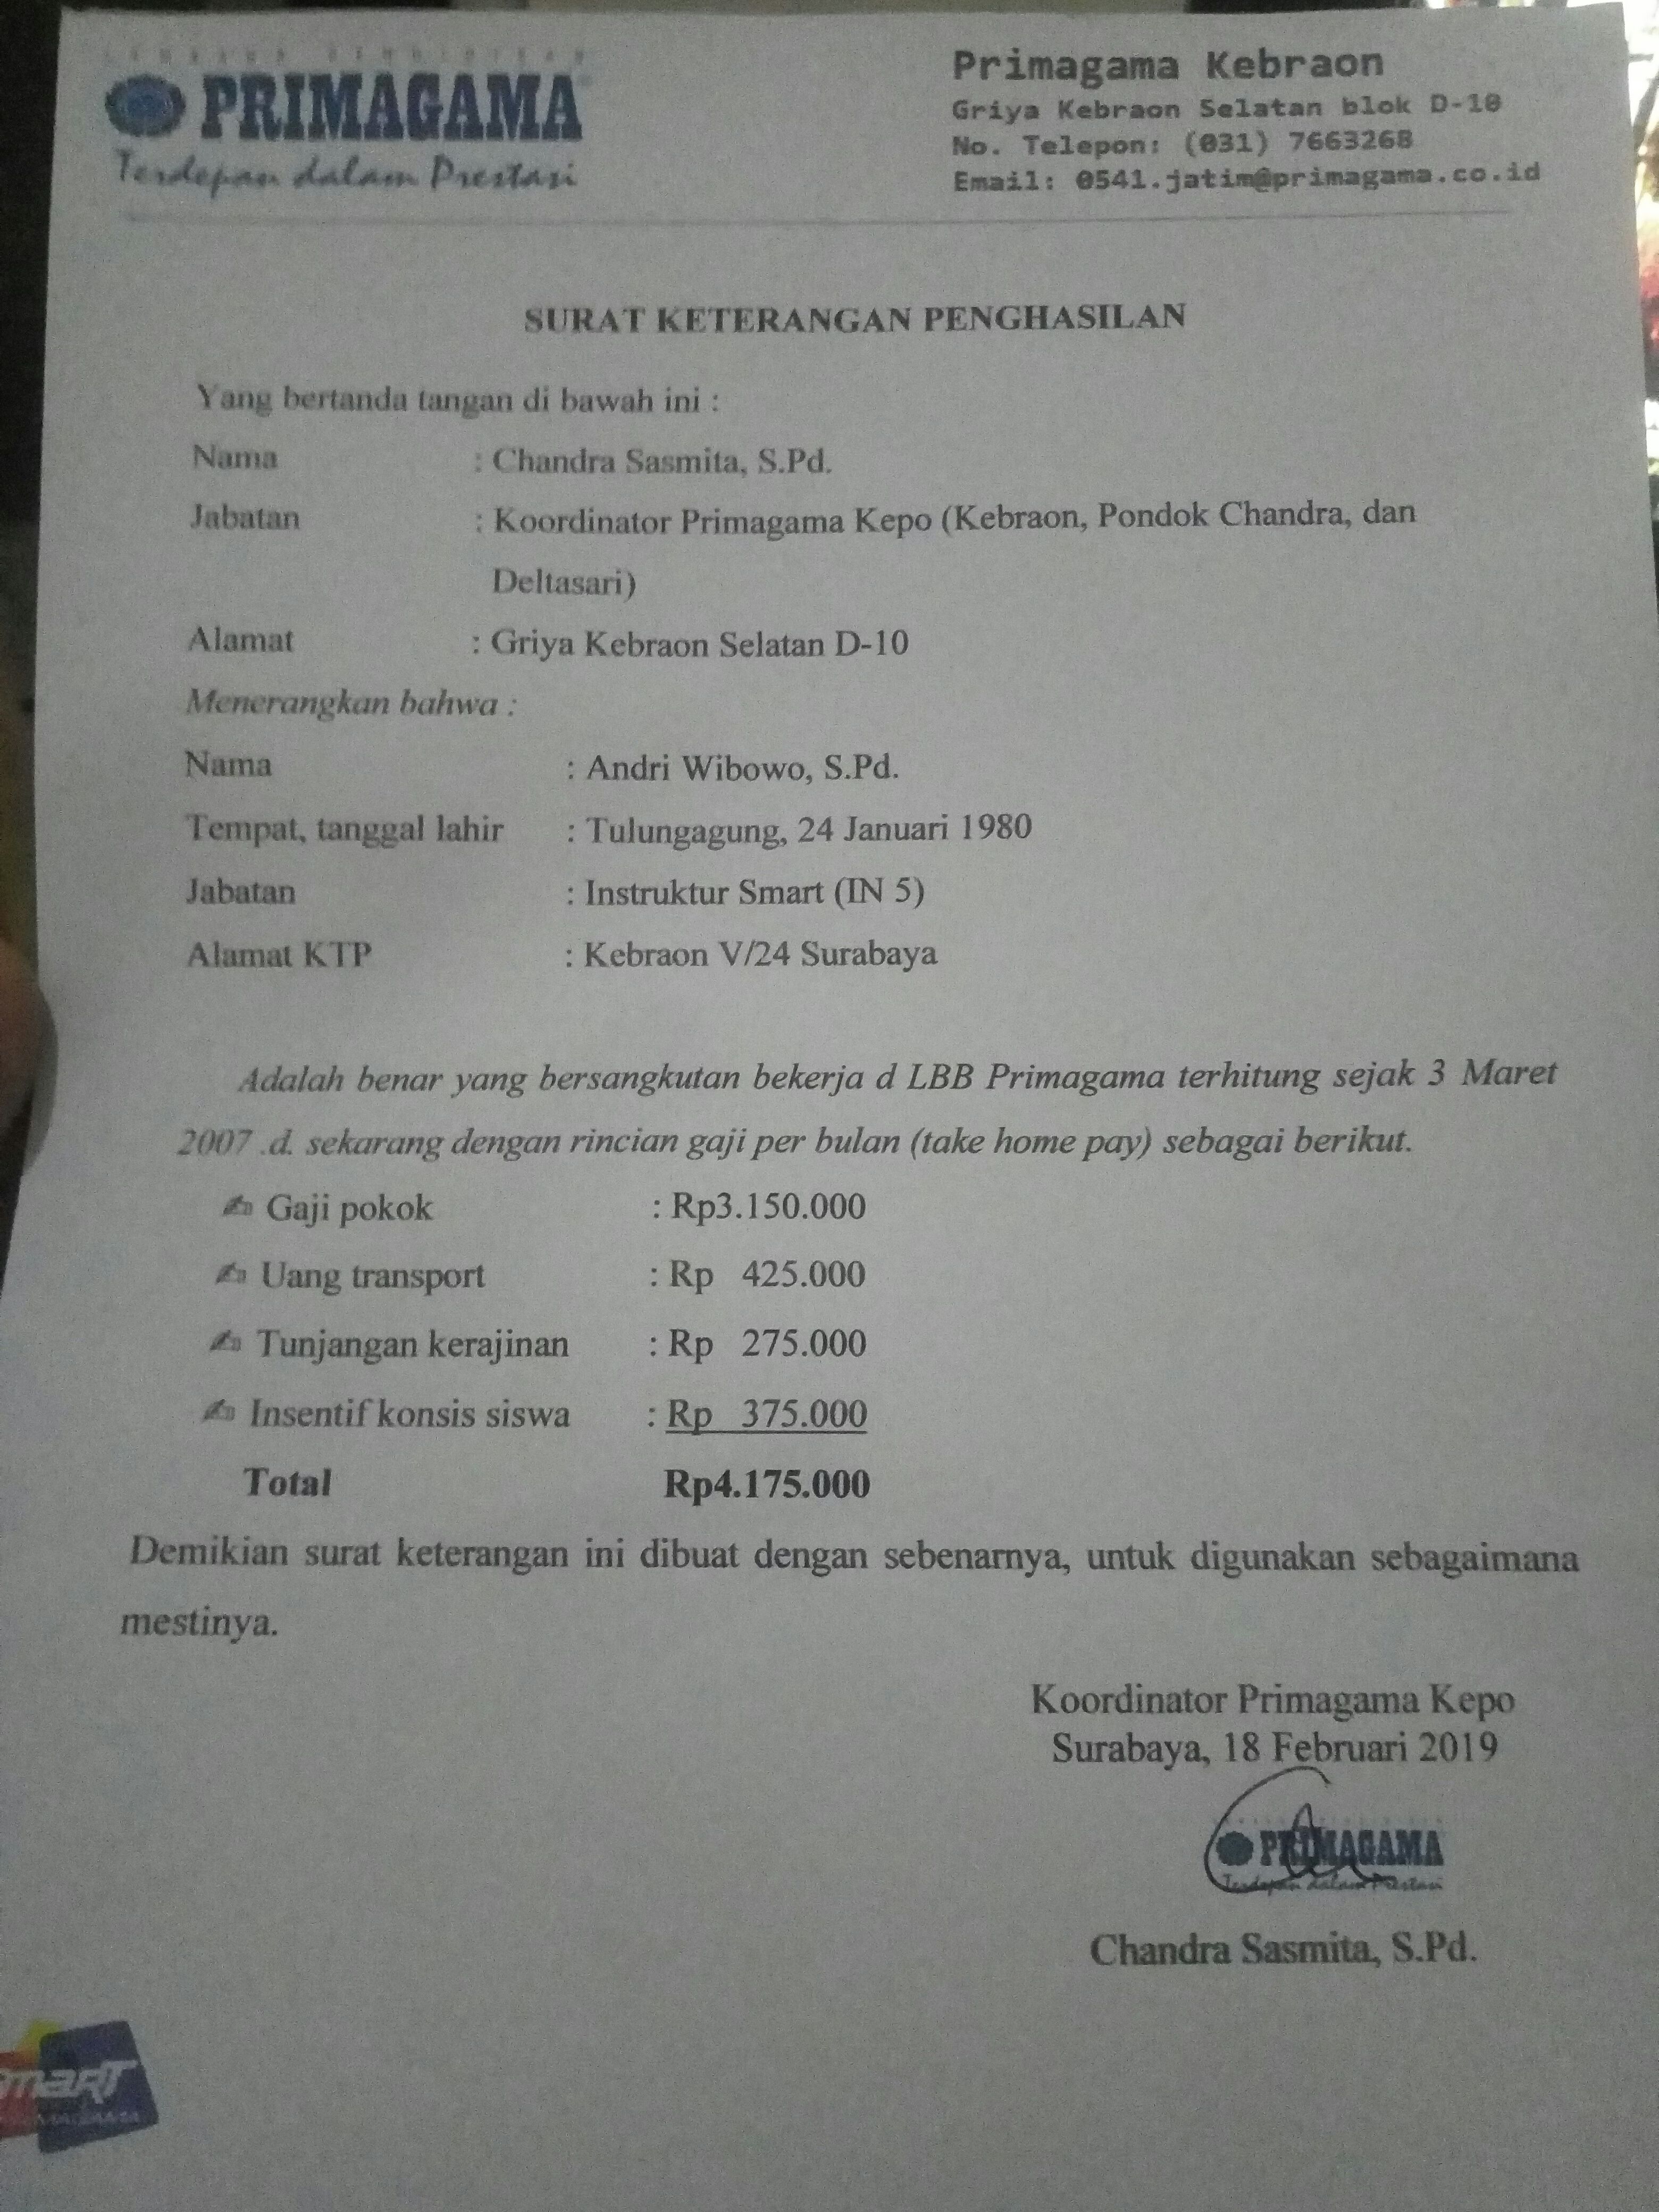 LEMBAGA PENDIDIKAN
PRIMAGAMA
Terdepan dalam Prestasi
Primagama Kebraon
Griya Kebraon Selatan blok D-10
No. Telepon: (031) 7663268
Email: 0541.jatim@primagama.co.id
SURAT KETERANGAN PENGHASILAN
Yang bertanda tangan di bawah ini :
Nama : Chandra Sasmita, S.Pd.
Jabatan : Koordinator Primagama Kepo (Kebraon, Pondok Chandra, dan
Deltasari)
Alamat : Griya Kebraon Selatan D-10
Menerangkan bahwa :
Nama : Andri Wibowo, S.Pd.
Tempat, tanggal lahir : Tulungagung, 24 Januari 1980
Jabatan : Instruktur Smart (IN 5)
Alamat KTP : Kebraon V/24 Surabaya
Adalah benar yang bersangkutan bekerja d LBB Primagama terhitung sejak 3 Maret
2007 .d. sekarang dengan rincian gaji per bulan (take home pay) sebagai berikut.
✍ Gaji pokok : Rp3.150.000
✍ Uang transport : Rp 425.000
✍ Tunjangan kerajinan : Rp 275.000
✍ Insentif konsis siswa : Rp 375.000
Total Rp4.175.000
Demikian surat keterangan ini dibuat dengan sebenarnya, untuk digunakan sebagaimana
mestinya.
Koordinator Primagama Kepo
Surabaya, 18 Februari 2019
PRIMAGAMA
Terdepan dalam Prestasi
Chandra Sasmita, S.Pd.
smart